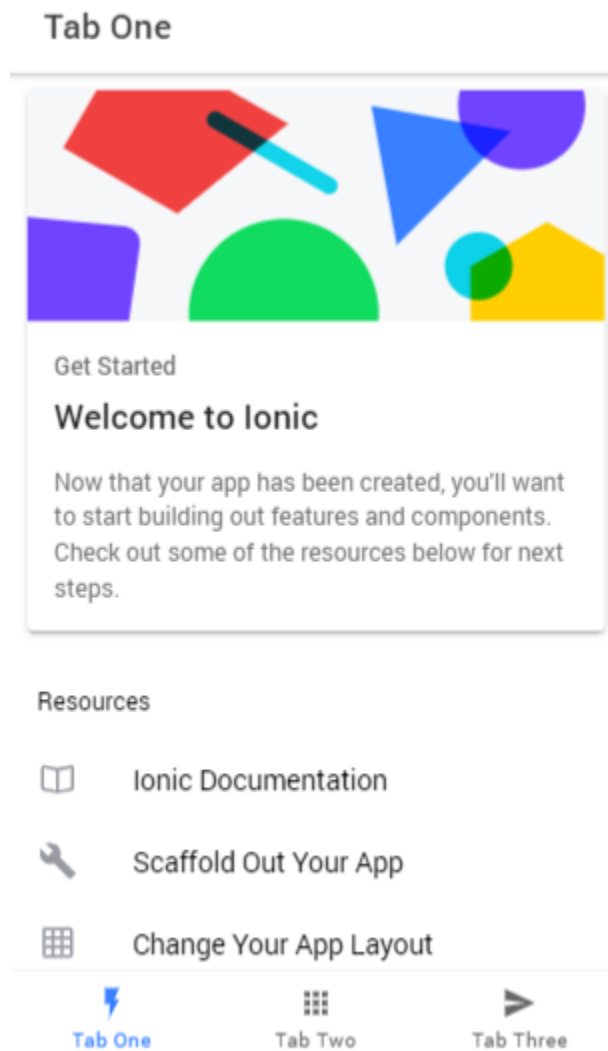 Tab One
Get Started
Welcome to Ionic
Now that your app has been created, you'll want
to start building out features and components.
Check out some of the resources below for next
steps.
Resources
Ionic Documentation
Scaffold Out Your App
Change Your App Layout
Tab One
Tab Two
Tab Three